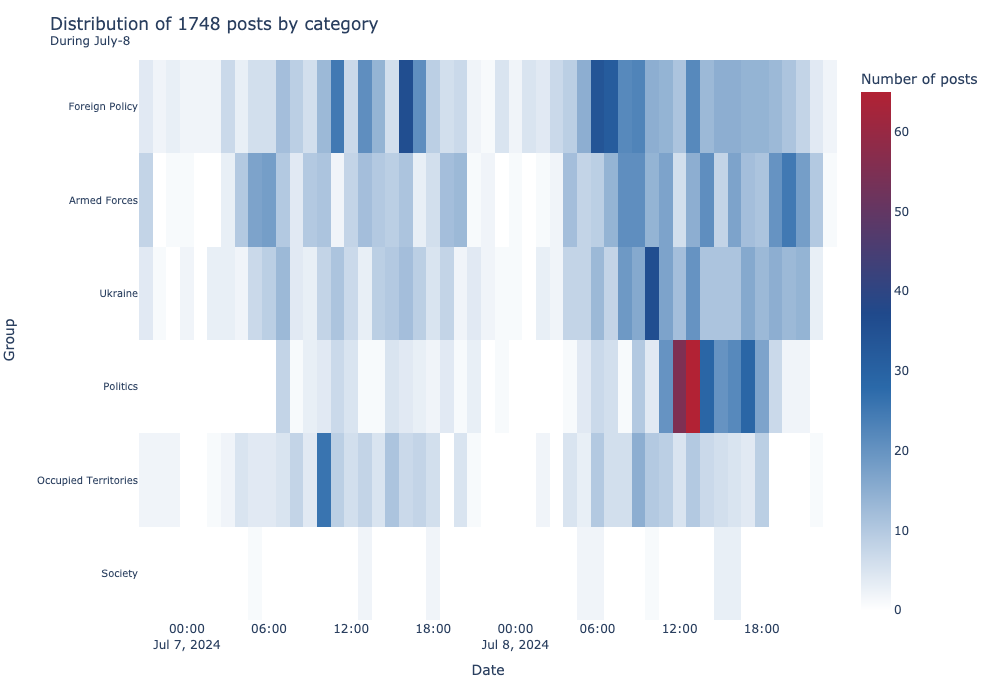 Distribution of 1748 posts by category
During July-8
Number of posts
60
50
40
30
20
10
0
Group
Foreign Policy
Armed Forces
Ukraine
Politics
Occupied Territories
Society
00:00
Jul 7, 2024
06:00
12:00
18:00
00:00
Jul 8, 2024
06:00
12:00
18:00
Date